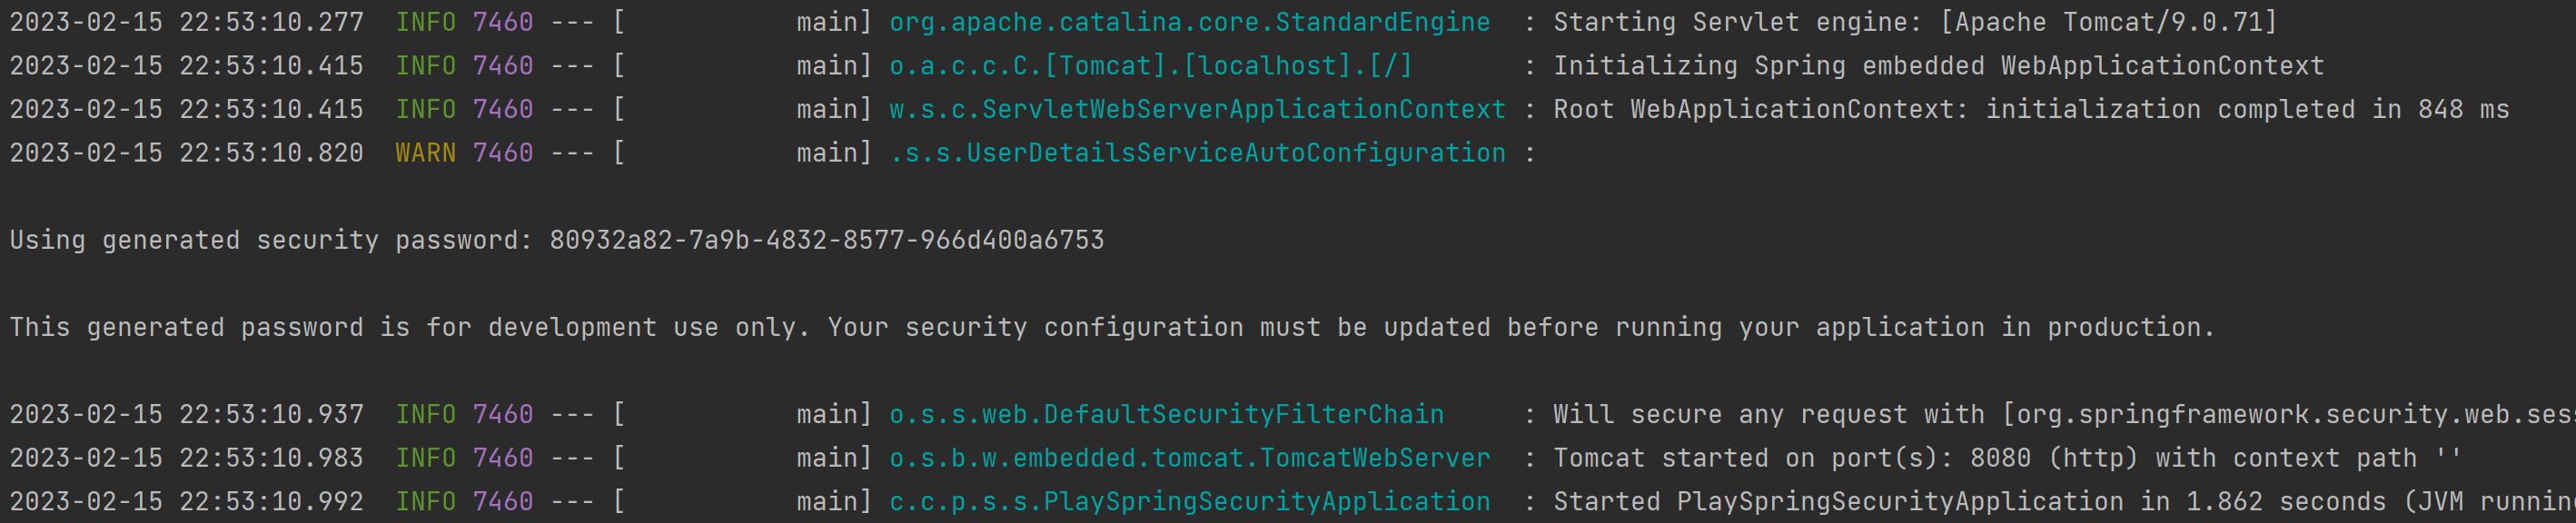 2023-02-15 22:53:10.277  INFO 7460 --- [           main] org.apache.catalina.core.StandardEngine  : Starting Servlet engine: [Apache Tomcat/9.0.71]
2023-02-15 22:53:10.415  INFO 7460 --- [           main] o.a.c.c.C.[Tomcat].[localhost].[/]       : Initializing Spring embedded WebApplicationContext
2023-02-15 22:53:10.415  INFO 7460 --- [           main] w.s.c.ServletWebServerApplicationContext : Root WebApplicationContext: initialization completed in 848 ms
2023-02-15 22:53:10.820  WARN 7460 --- [           main] .s.s.UserDetailsServiceAutoConfiguration :
Using generated security password: 80932a82-7a9b-4832-8577-966d400a6753
This generated password is for development use only. Your security configuration must be updated before running your application in production.
2023-02-15 22:53:10.937  INFO 7460 --- [           main] o.s.s.web.DefaultSecurityFilterChain     : Will secure any request with [org.springframework.security.web.ses
2023-02-15 22:53:10.983  INFO 7460 --- [           main] o.s.b.w.embedded.tomcat.TomcatWebServer  : Tomcat started on port(s): 8080 (http) with context path ''
2023-02-15 22:53:10.992  INFO 7460 --- [           main] c.c.p.s.s.PlaySpringSecurityApplication  : Started PlaySpringSecurityApplication in 1.862 seconds (JVM runnin